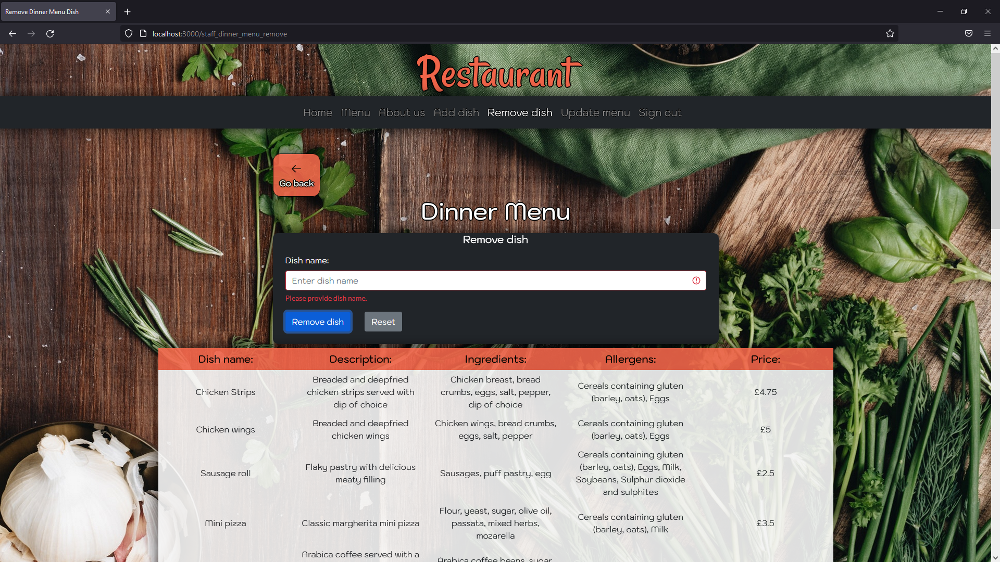 Remove Dinner Menu Dish
localhost:3000/staff_dinner_menu_remove
Restaurant
Home Menu About us Add dish Remove dish Update menu Sign out
Go back
Dinner Menu
Remove dish
Dish name:
Enter dish name
Please provide dish name.
Remove dish Reset
Dish name: Description: Ingredients: Allergens: Price:
Chicken Strips
Breaded and deepfried
chicken strips served with
dip of choice
Chicken breast, bread
crumbs, eggs, salt, pepper,
dip of choice
Cereals containing gluten
(barley, oats), Eggs
£4.75
Chicken wings
Breaded and deepfried
chicken wings
Chicken wings, bread crumbs,
eggs, salt, pepper
Cereals containing gluten
(barley, oats), Eggs
£5
Sausage roll
Flaky pastry with delicious
meaty filling
Sausages, puff pastry, egg
Cereals containing gluten
(barley, oats), Eggs, Milk,
Soybeans, Sulphur dioxide
and sulphites
£2.5
Mini pizza
Classic margherita mini pizza
Flour, yeast, sugar, olive oil,
passata, mixed herbs,
mozarella
Cereals containing gluten
(barley, oats), Milk
£3.5
Arabica coffee served with a
Arabica coffee beans, sugar,